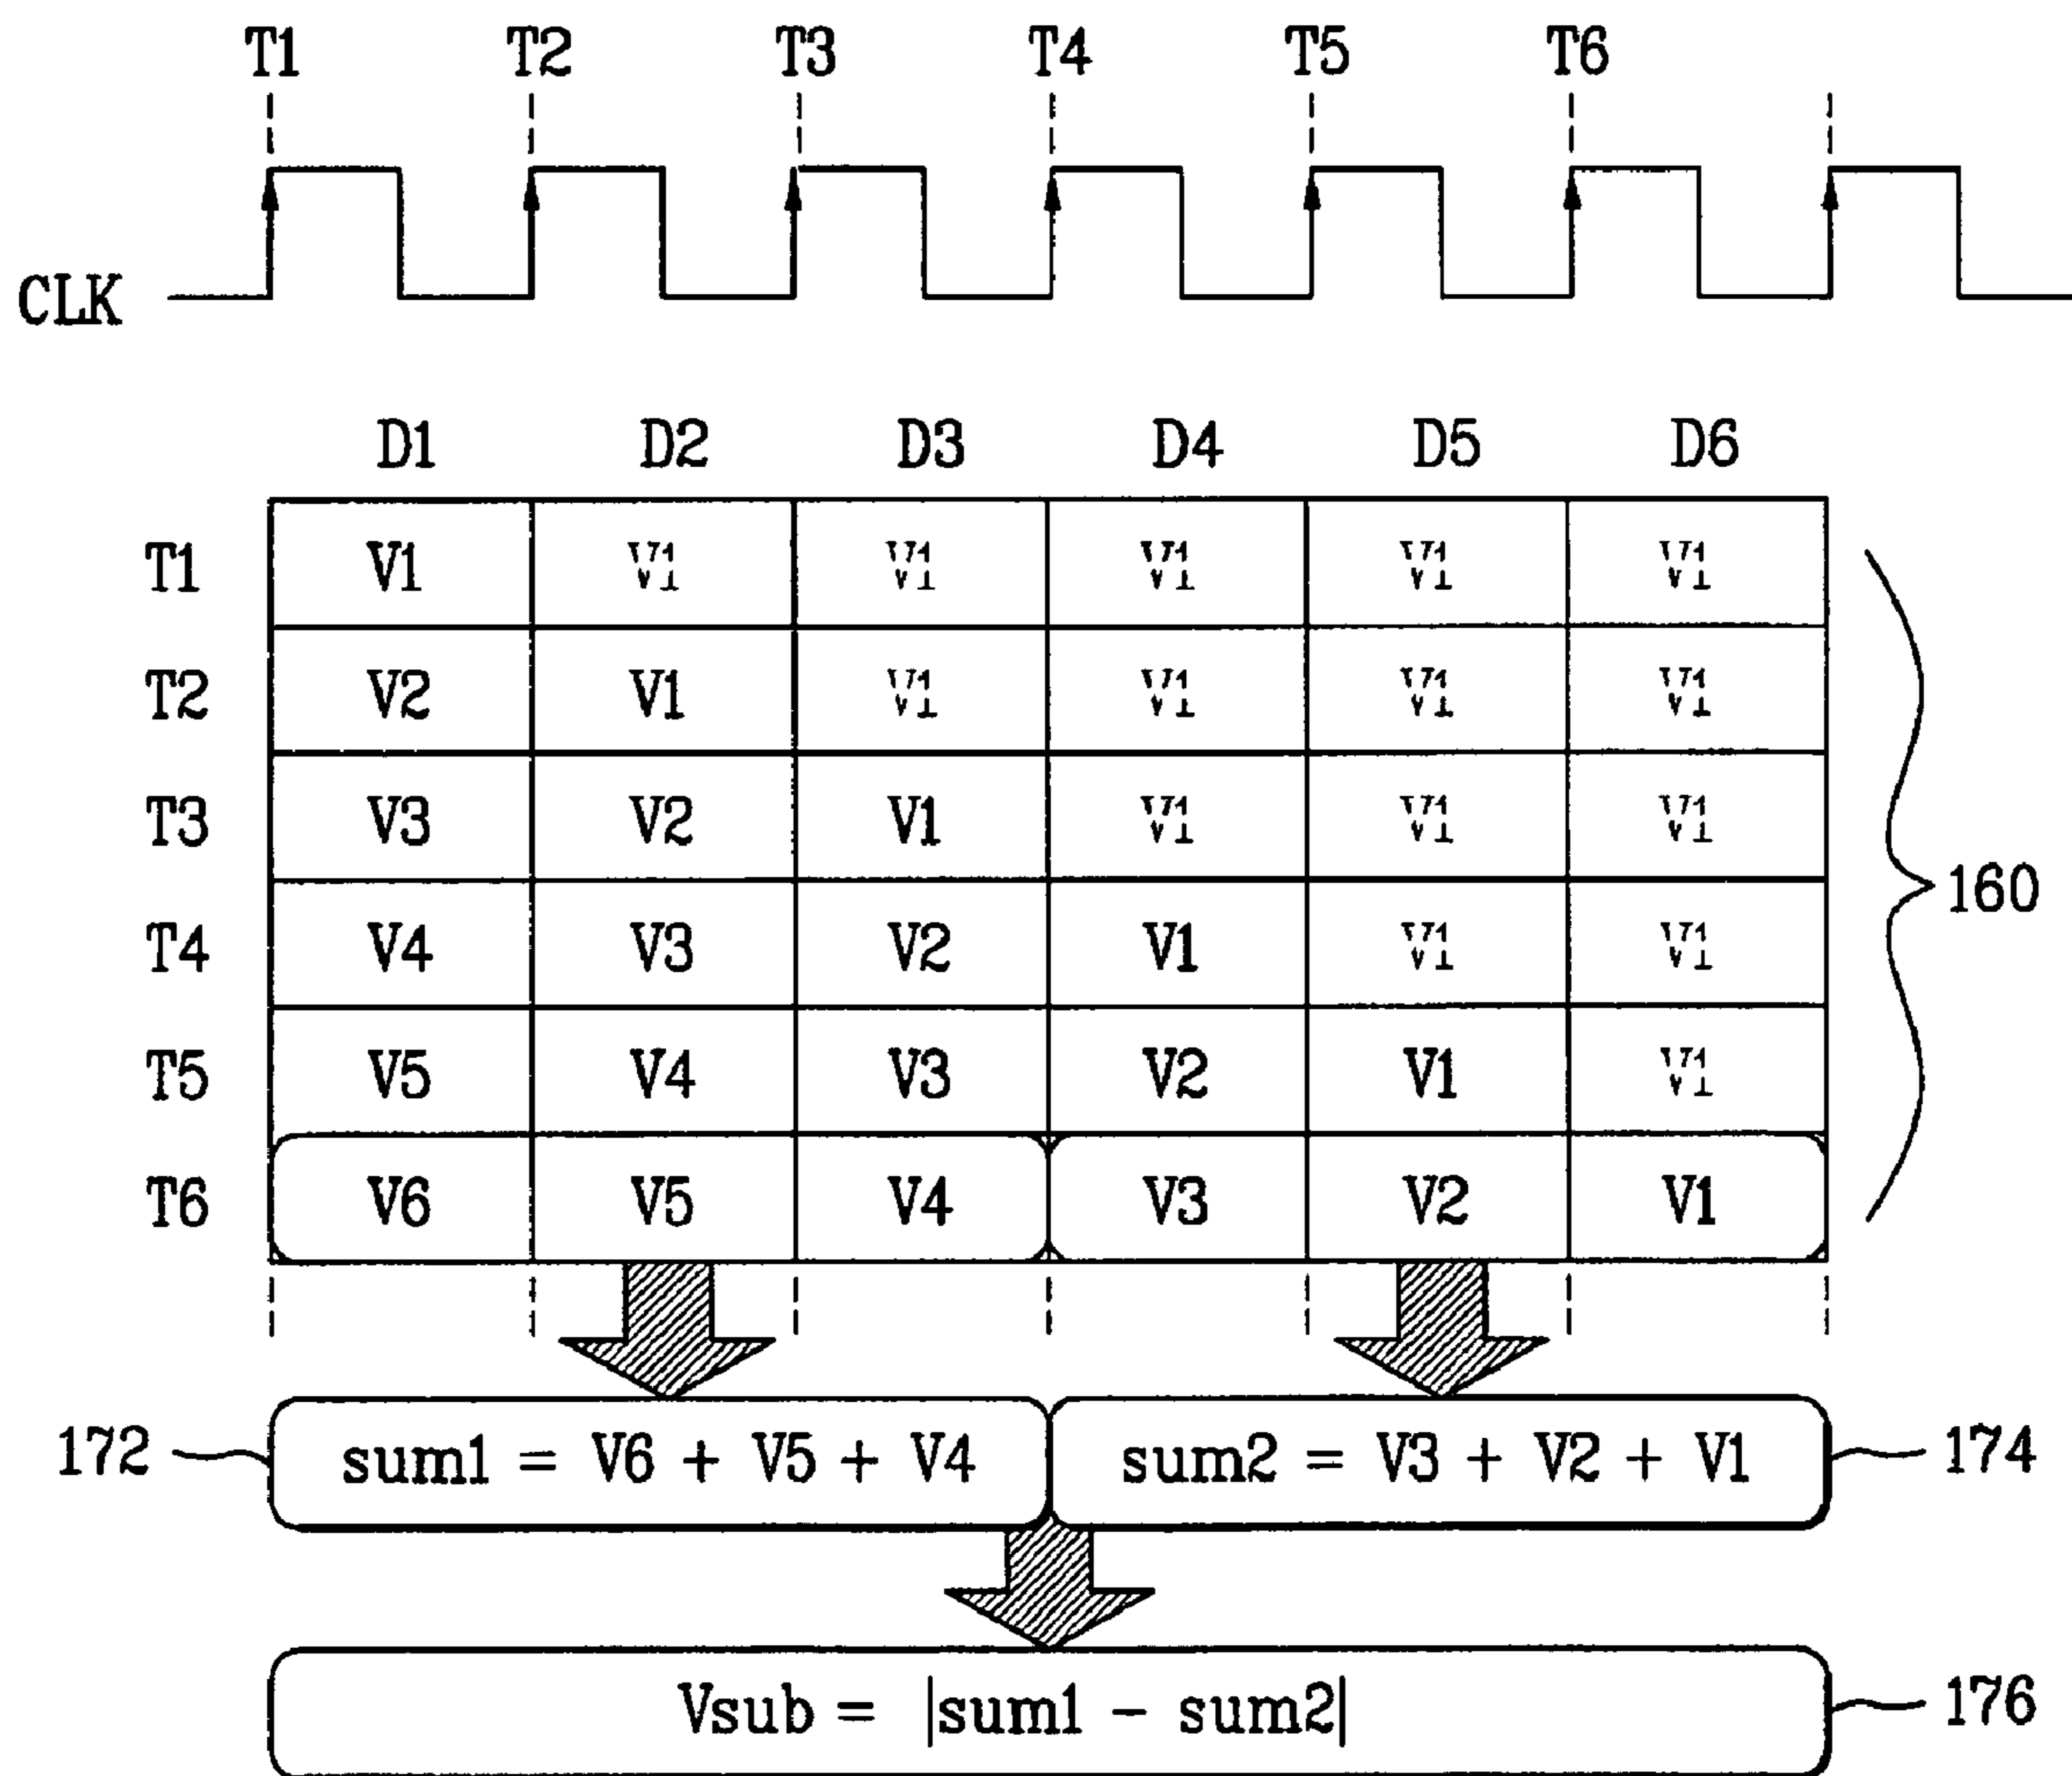 T1 T2 T3 T4 T5 T6
CLK
D1 D2 D3 D4 D5 D6
T1 V1 V1 V1 V1 V1 V1
T2 V2 V1 V1 V1 V1 V1
T3 V3 V2 V1 V1 V1 V1
T4 V4 V3 V2 V1 V1 V1
T5 V5 V4 V3 V2 V1 V1
T6 V6 V5 V4 V3 V2 V1
160
172 sum1 = V6 + V5 + V4 sum2 = V3 + V2 + V1 174
Vsub = |sum1 - sum2| 176